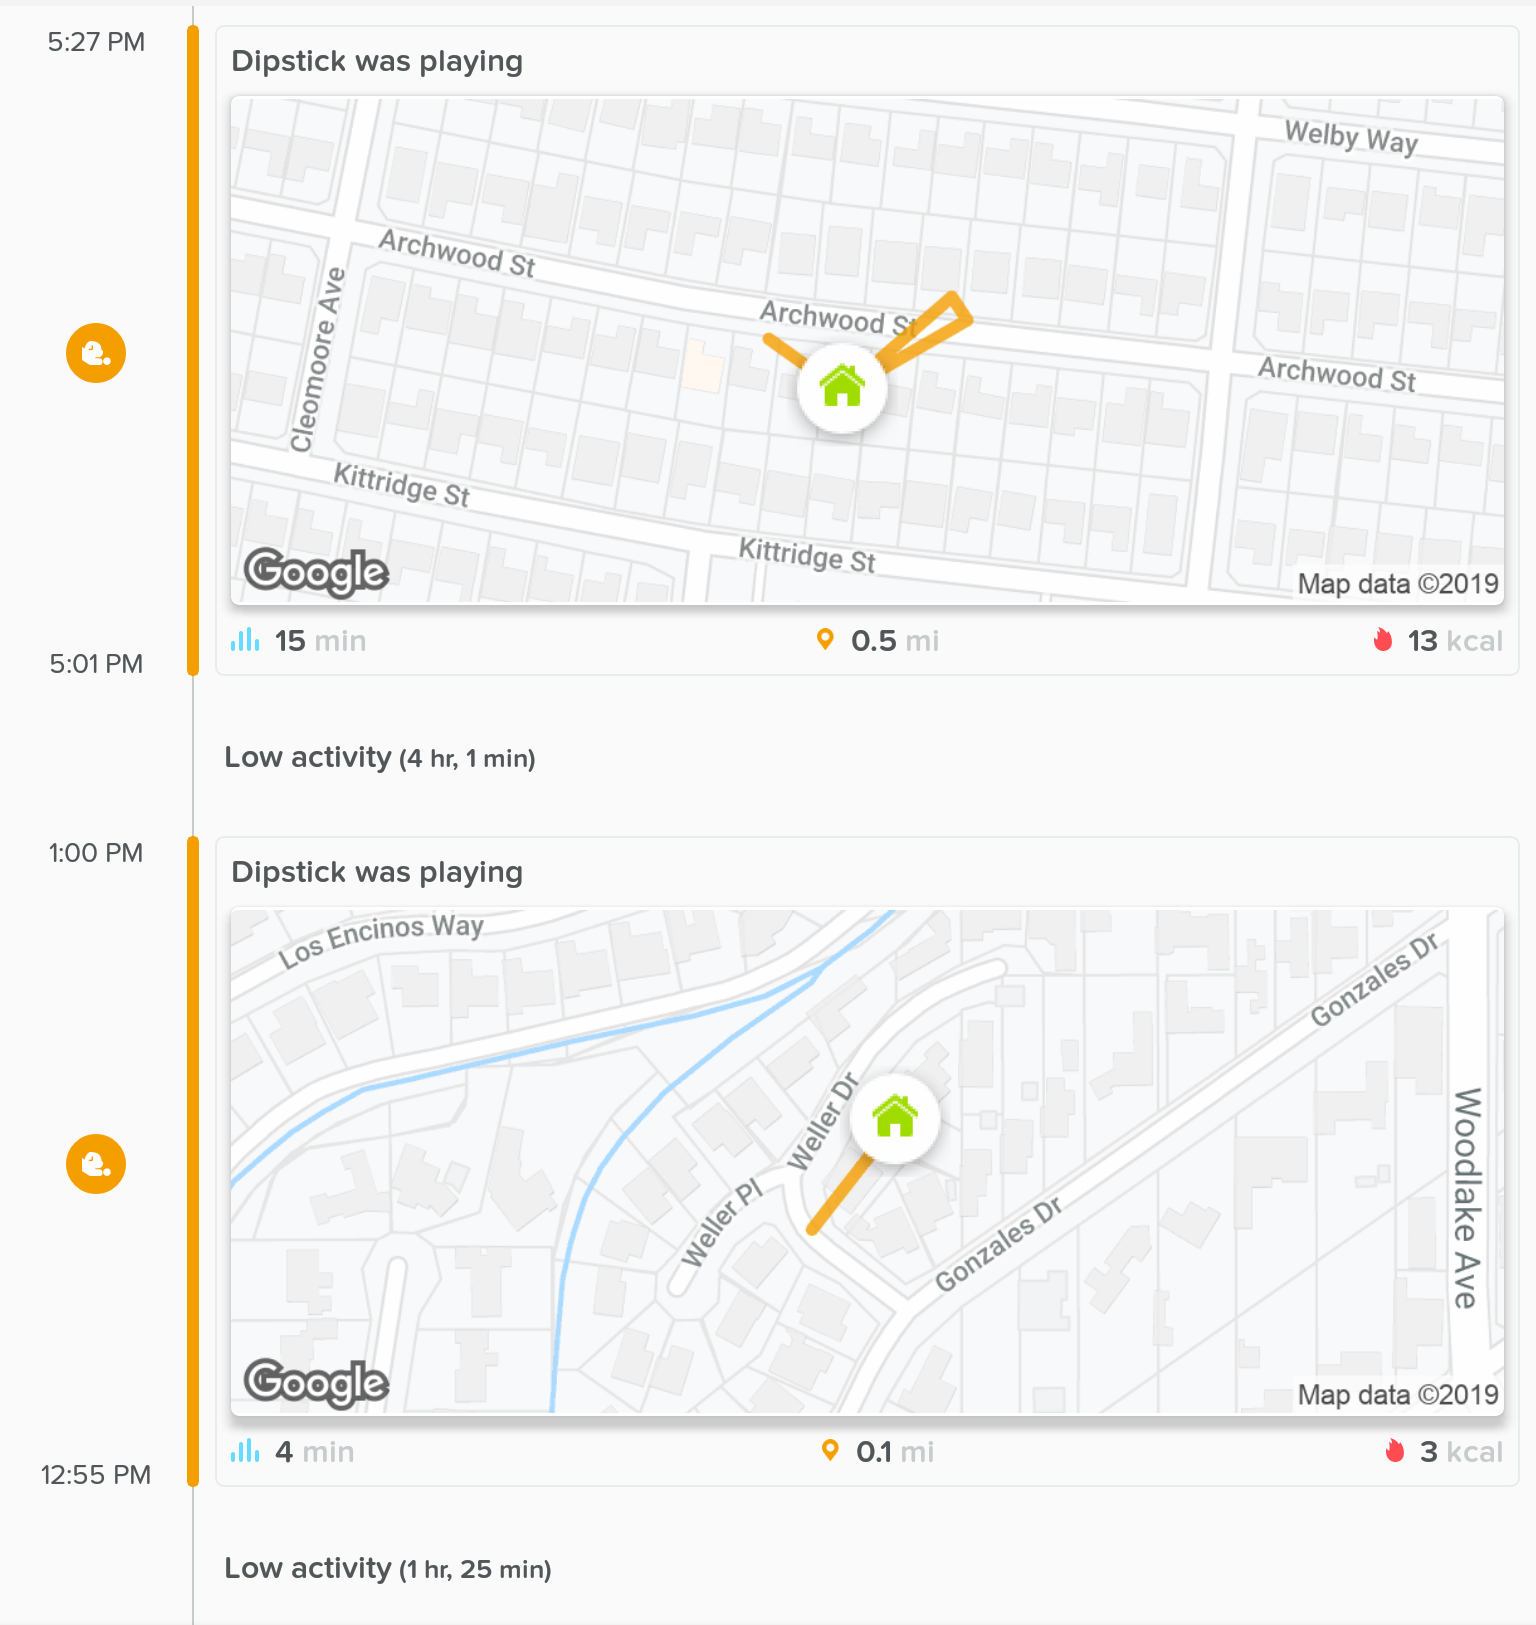 5:27 PM
Dipstick was playing
Welby Way
Archwood St
Cleomoore Ave
Archwood St
Archwood St
Kittridge St
Kittridge St
Google
Map data ©2019
15 min
0.5 mi
13 kcal
5:01 PM
Low activity (4 hr, 1 min)
1:00 PM
Dipstick was playing
Los Encinos Way
Gonzales Dr
Weller Dr
Woodlake Ave
Weller Pl
Gonzales Dr
Google
Map data ©2019
4 min
0.1 mi
3 kcal
12:55 PM
Low activity (1 hr, 25 min)